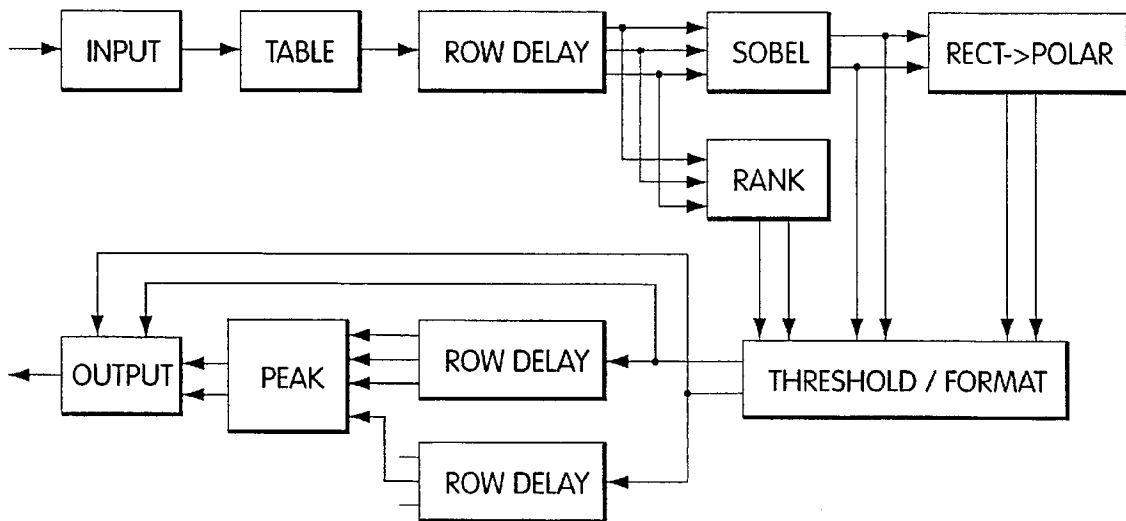 INPUT
TABLE
ROW DELAY
SOBEL
RECT->POLAR
RANK
OUTPUT
PEAK
ROW DELAY
THRESHOLD / FORMAT
ROW DELAY